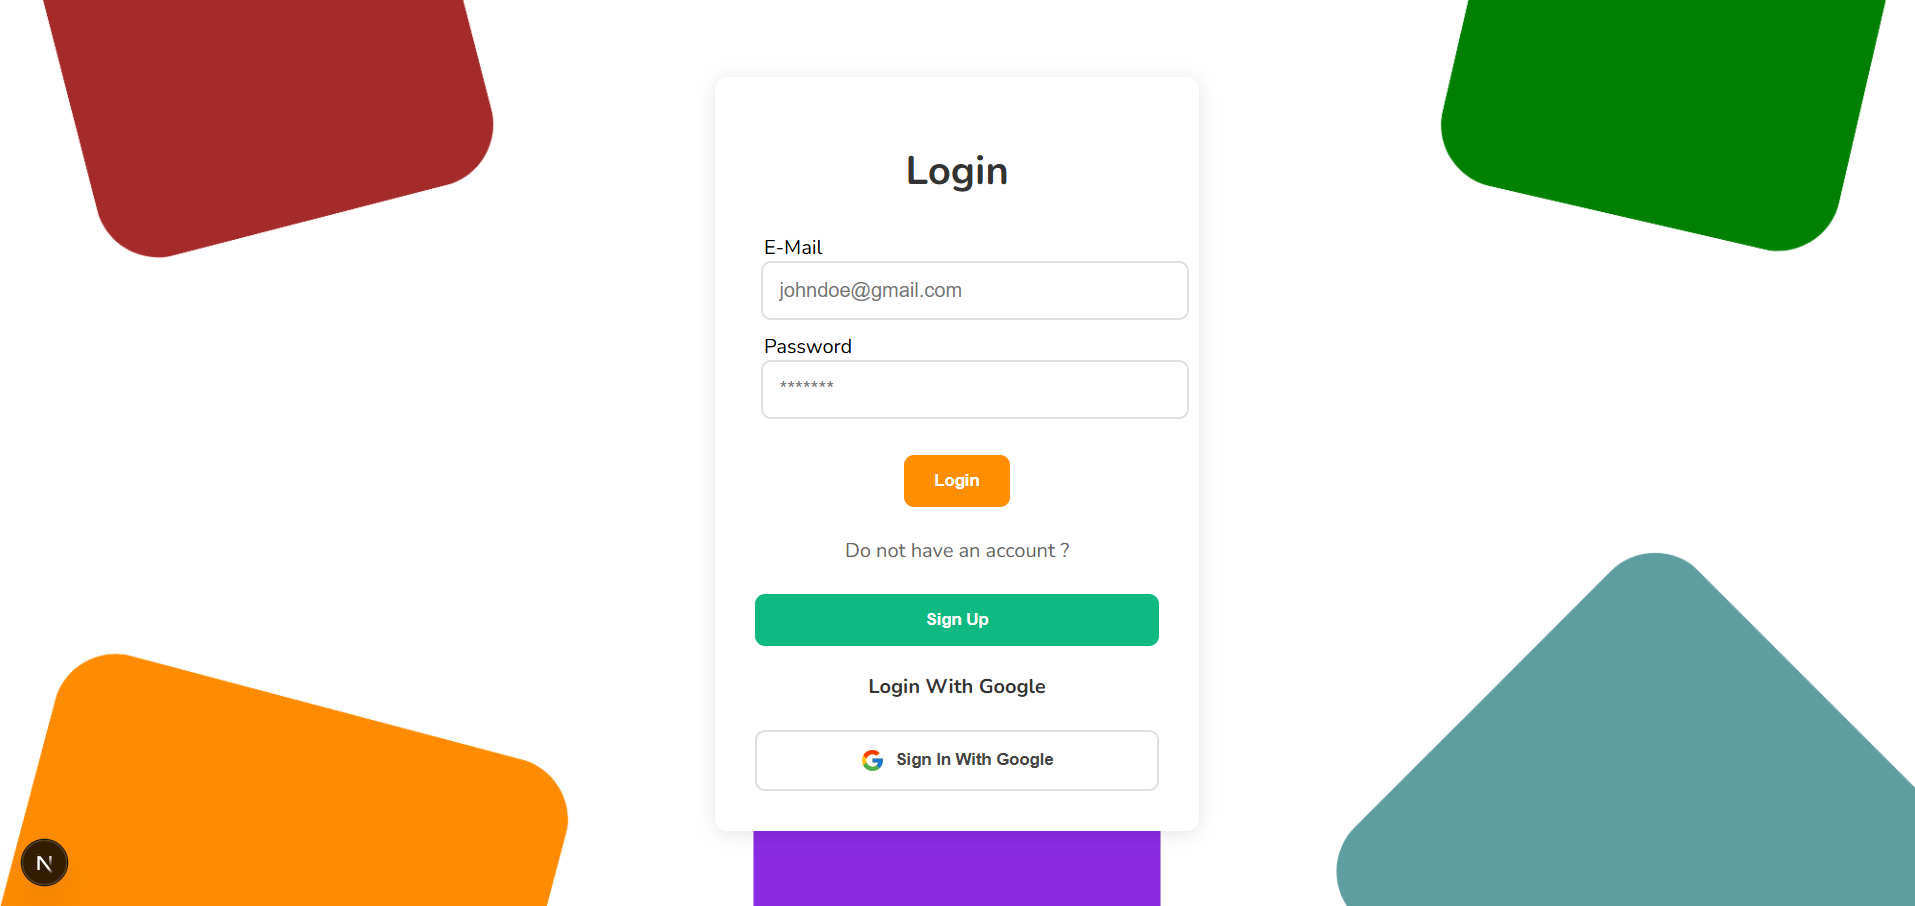 Login
E-Mail
johndoe@gmail.com
Password
*******
Login
Do not have an account ?
Sign Up
Login With Google
Sign In With Google
N